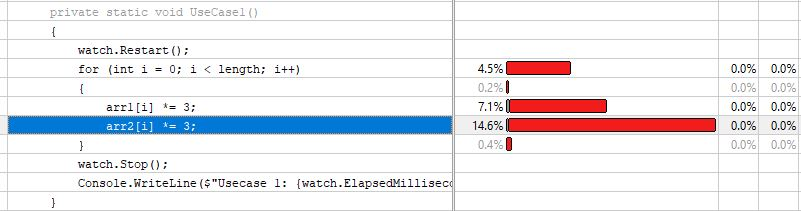 private static void UseCase1()
{
watch.Restart();
for (int i = 0; i < length; i++) 4.5% 0.0% 0.0%
{ 0.2% 0.0% 0.0%
arr1[i] *= 3; 7.1% 0.0% 0.0%
arr2[i] *= 3; 14.6% 0.0% 0.0%
} 0.4% 0.0% 0.0%
watch.Stop();
Console.WriteLine($"Usecase 1: {watch.ElapsedMillisec
}